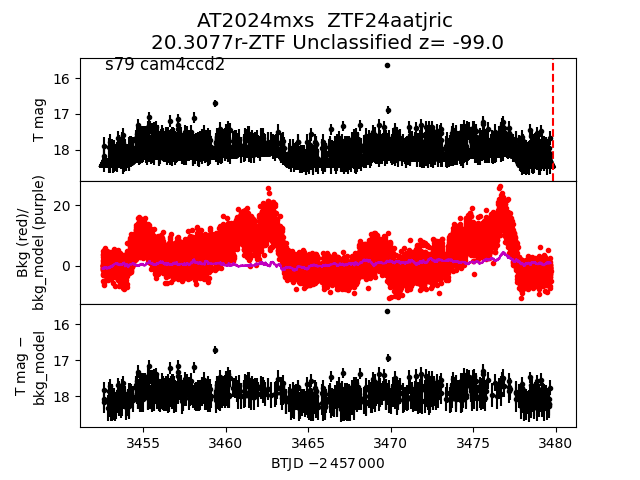 AT2024mxs  ZTF24aatjric
20.3077r-ZTF Unclassified z= -99.0
s79 cam4ccd2
T mag
16
17
18
Bkg (red)/
bkg_model (purple)
20
0
T mag −
bkg_model
16
17
18
3455 3460 3465 3470 3475 3480
BTJD −2 457 000